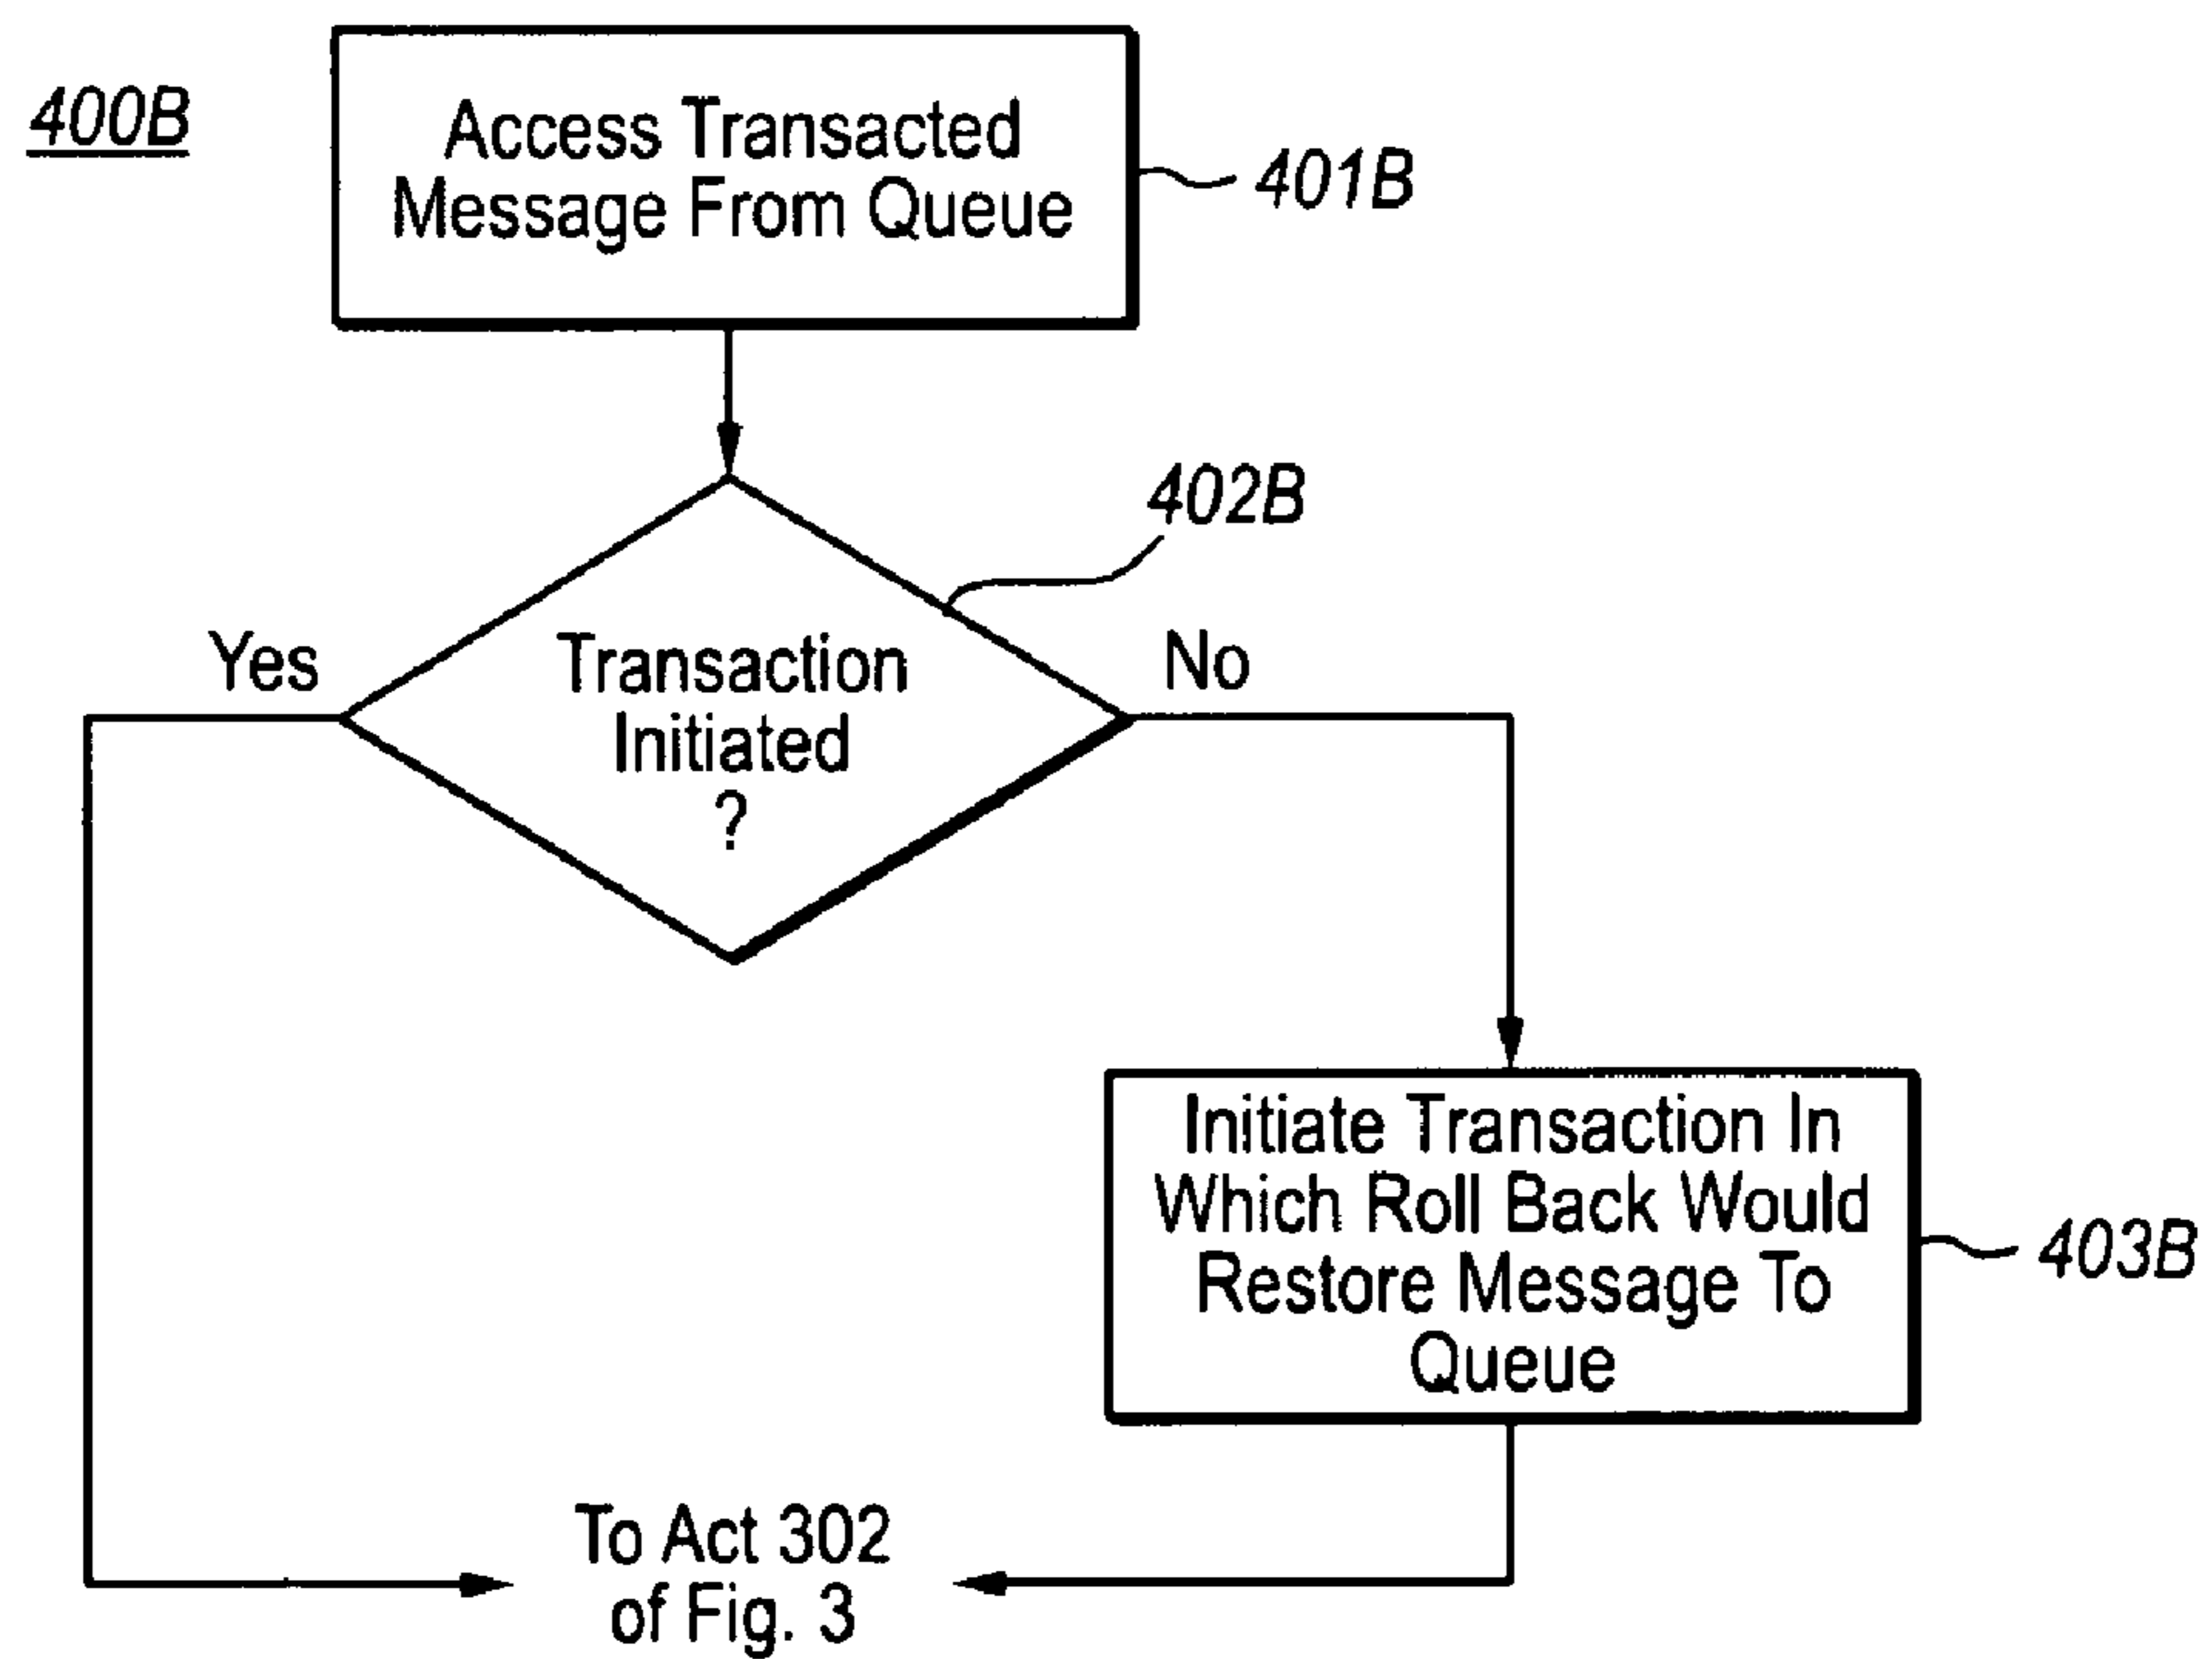 400B
Access Transacted
Message From Queue
401B
402B
Yes
Transaction
Initiated
?
No
Initiate Transaction In
Which Roll Back Would
Restore Message To
Queue
403B
To Act 302
of Fig. 3